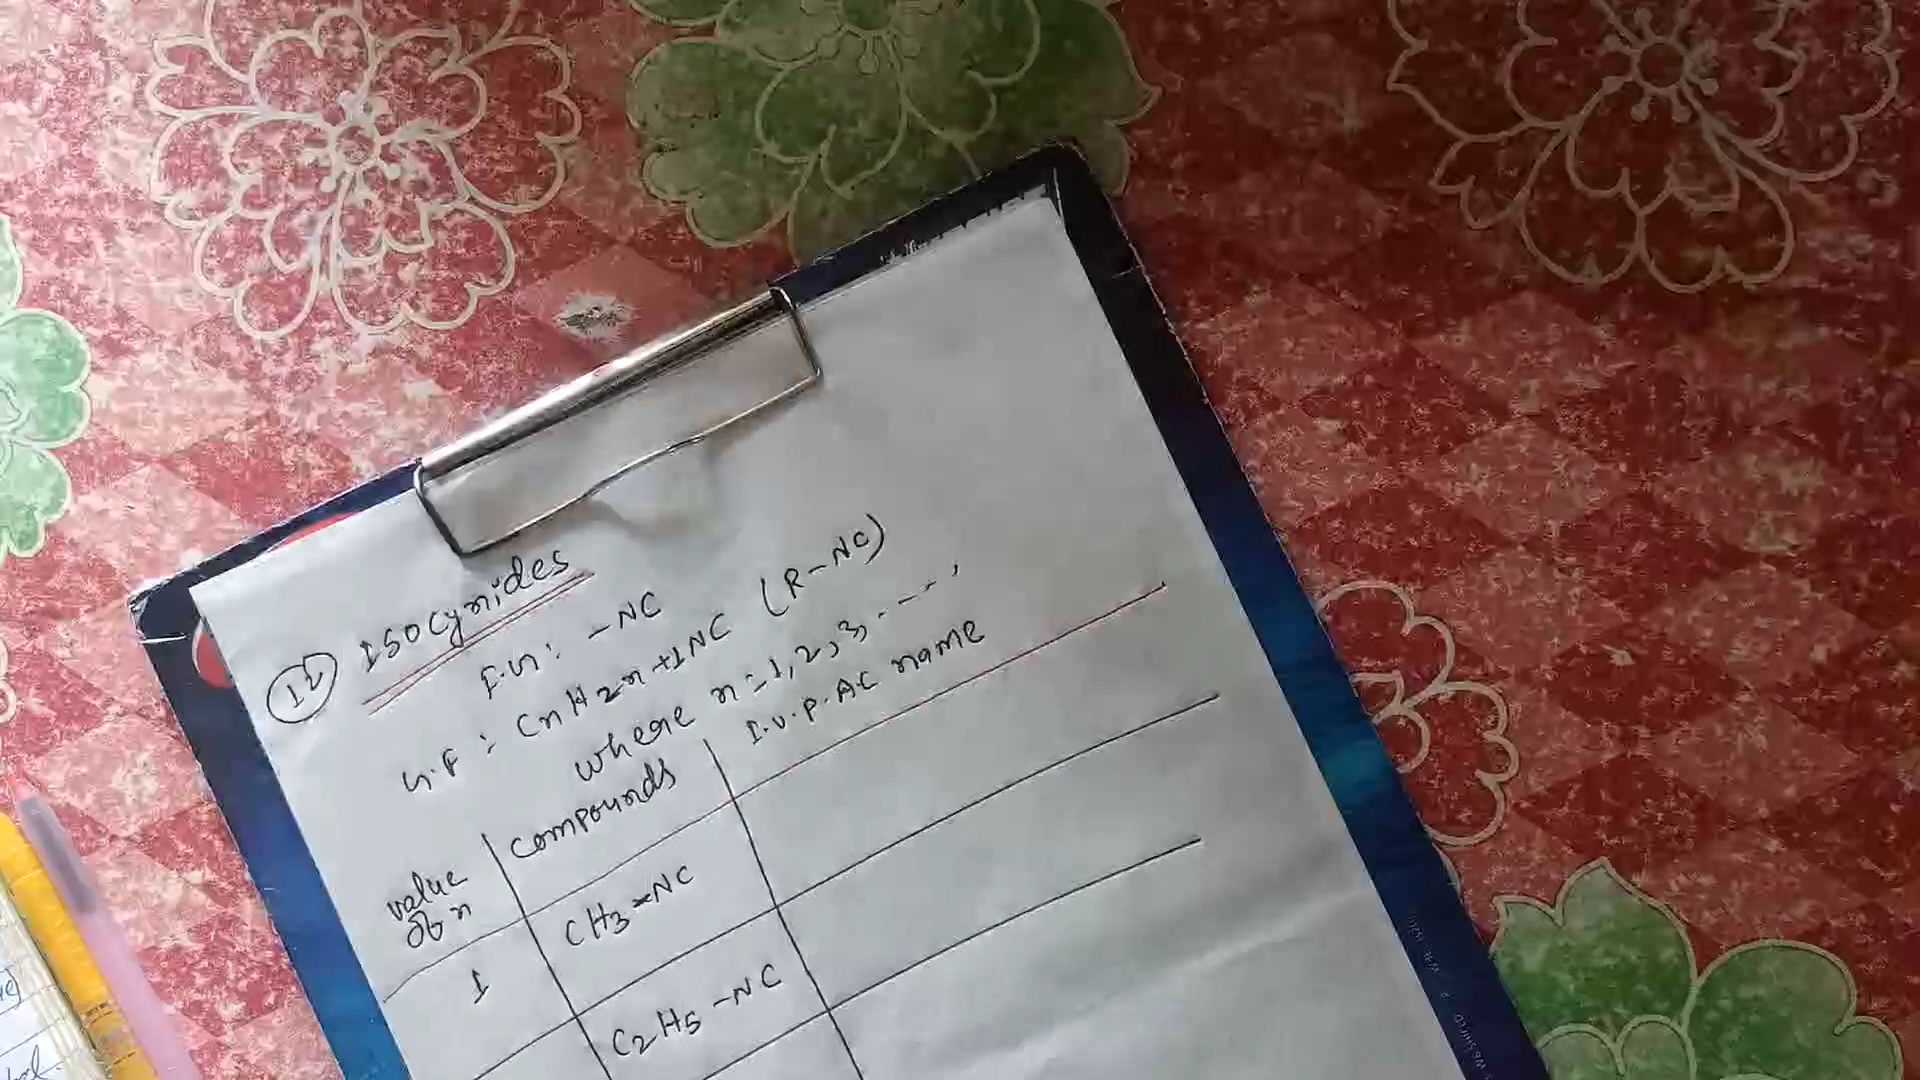 12 Isocynides
F.G: -NC
G.F: CnH2n+1NC (R-NC)
where n=1,2,3,-----,
value of n | compounds | I.U.P.AC name
1 | CH3-NC
C2H5-NC